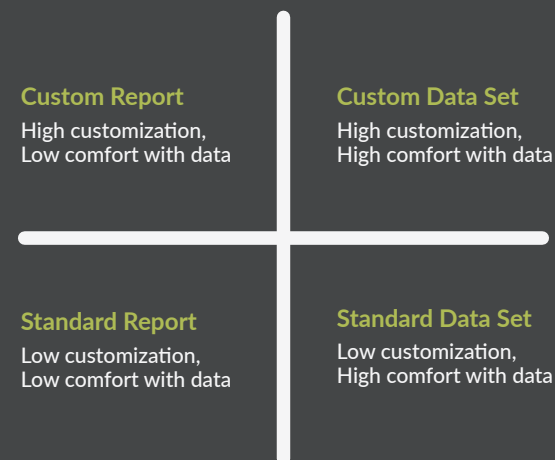 Custom Report
High customization,
Low comfort with data
Custom Data Set
High customization,
High comfort with data
Standard Report
Low customization,
Low comfort with data
Standard Data Set
Low customization,
High comfort with data